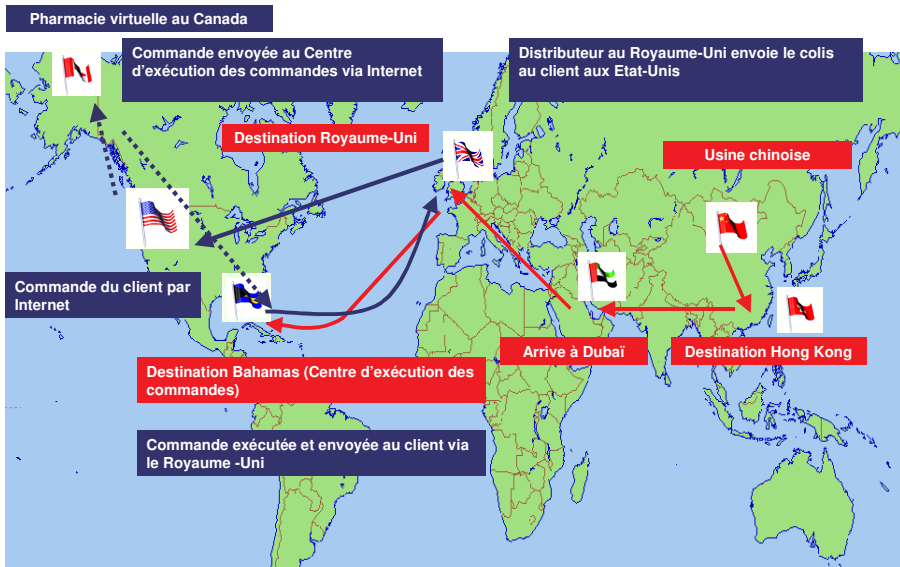 Pharmacie virtuelle au Canada
Commande envoyée au Centre
d'exécution des commandes via Internet
Distributeur au Royaume-Uni envoie le colis
au client aux Etat-Unis
Destination Royaume-Uni
Usine chinoise
Commande du client par
Internet
Arrive à Dubaï
Destination Hong Kong
Destination Bahamas (Centre d'exécution des
commandes)
Commande exécutée et envoyée au client via
le Royaume -Uni